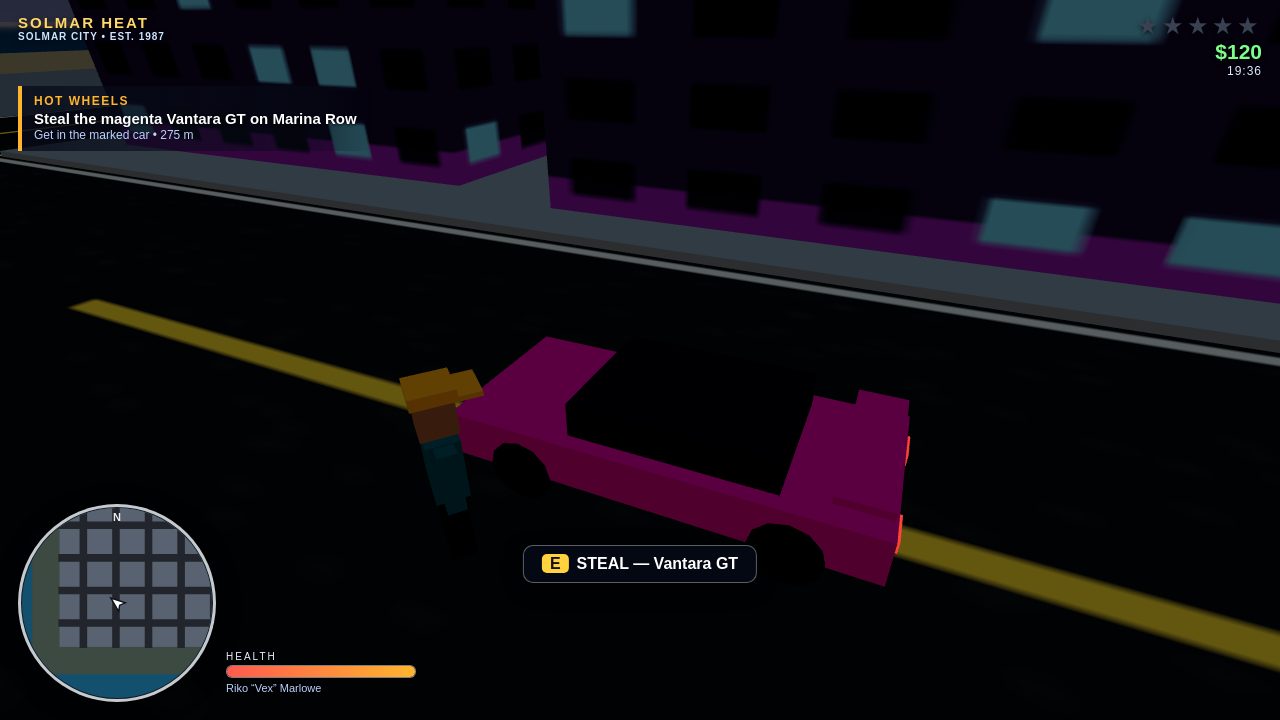 SOLMAR HEAT
SOLMAR CITY • EST. 1987
$120
19:36
HOT WHEELS
Steal the magenta Vantara GT on Marina Row
Get in the marked car • 275 m
E STEAL — Vantara GT
N
HEALTH
Riko “Vex” Marlowe